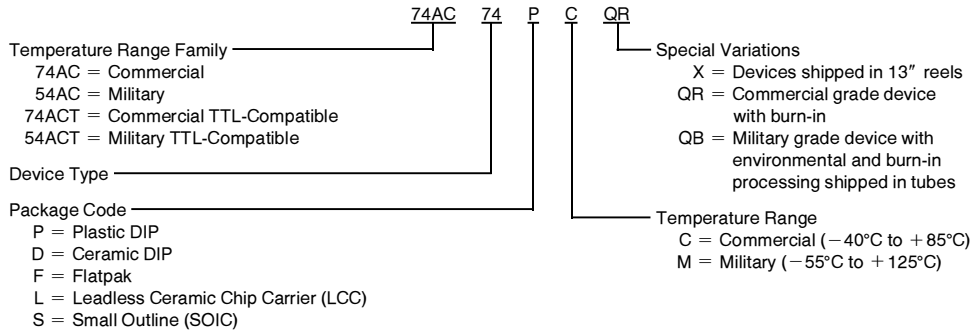 74AC 74 P C QR
Temperature Range Family
74AC = Commercial
54AC = Military
74ACT = Commercial TTL-Compatible
54ACT = Military TTL-Compatible
Device Type
Package Code
P = Plastic DIP
D = Ceramic DIP
F = Flatpak
L = Leadless Ceramic Chip Carrier (LCC)
S = Small Outline (SOIC)
Special Variations
X = Devices shipped in 13″ reels
QR = Commercial grade device
with burn-in
QB = Military grade device with
environmental and burn-in
processing shipped in tubes
Temperature Range
C = Commercial (−40°C to +85°C)
M = Military (−55°C to +125°C)